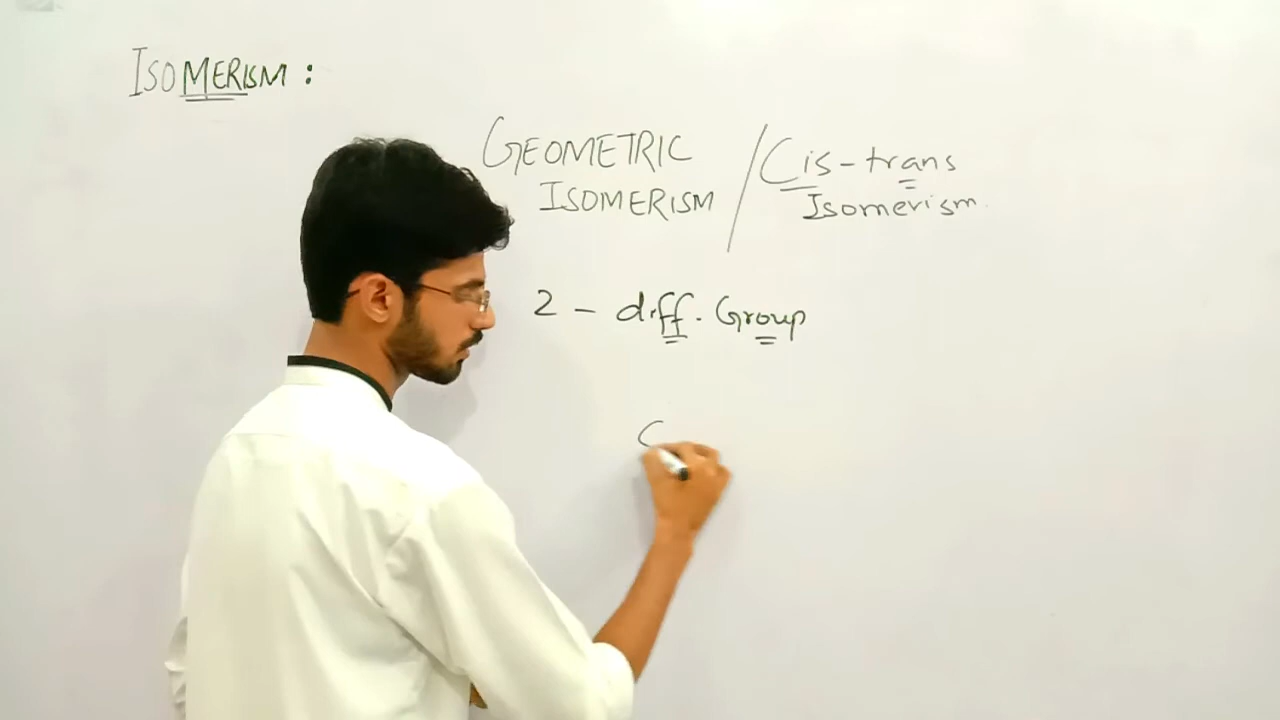 ISOMERISM :
GEOMETRIC
ISOMERISM
/ Cis-trans
Isomerism.
2 - diff. Group
C